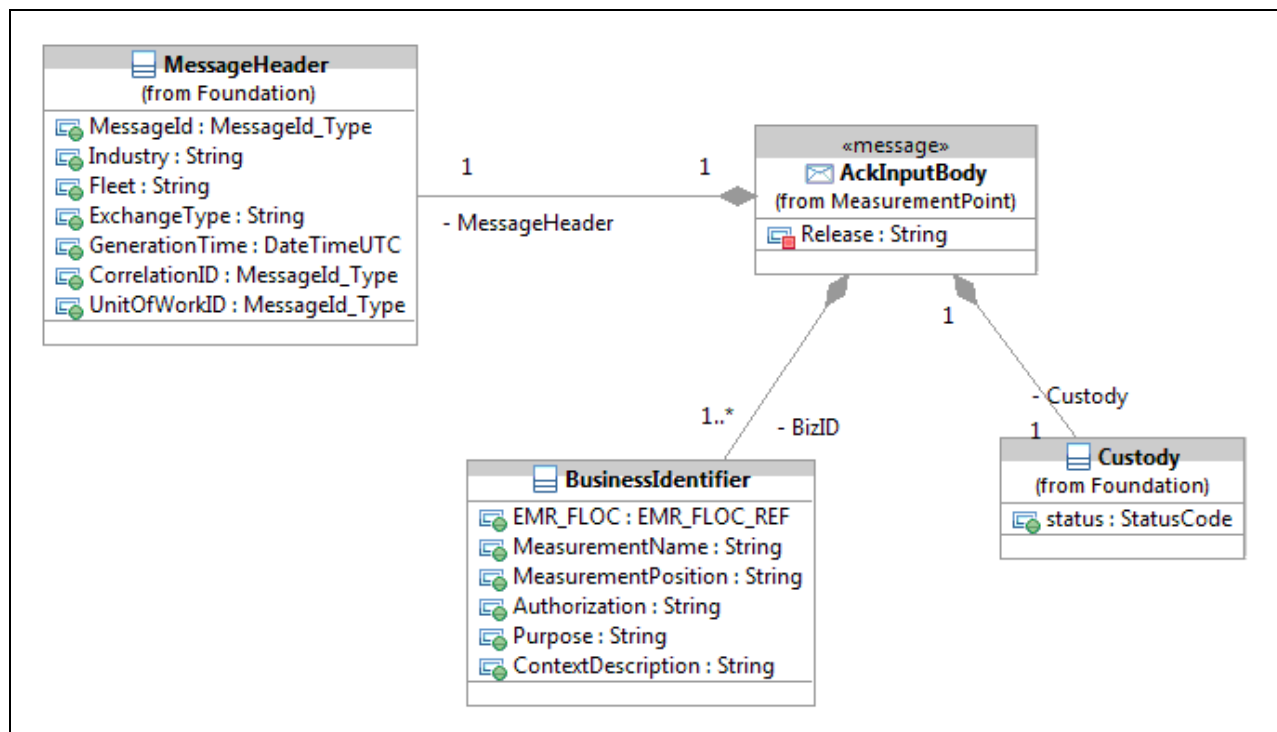 MessageHeader
(from Foundation)
MessageId : MessageId_Type
Industry : String
Fleet : String
ExchangeType : String
GenerationTime : DateTimeUTC
CorrelationID : MessageId_Type
UnitOfWorkID : MessageId_Type
1
1
- MessageHeader
«message»
AckInputBody
(from MeasurementPoint)
Release : String
1
1..*
- BizID
- Custody
1
BusinessIdentifier
EMR_FLOC : EMR_FLOC_REF
MeasurementName : String
MeasurementPosition : String
Authorization : String
Purpose : String
ContextDescription : String
Custody
(from Foundation)
status : StatusCode